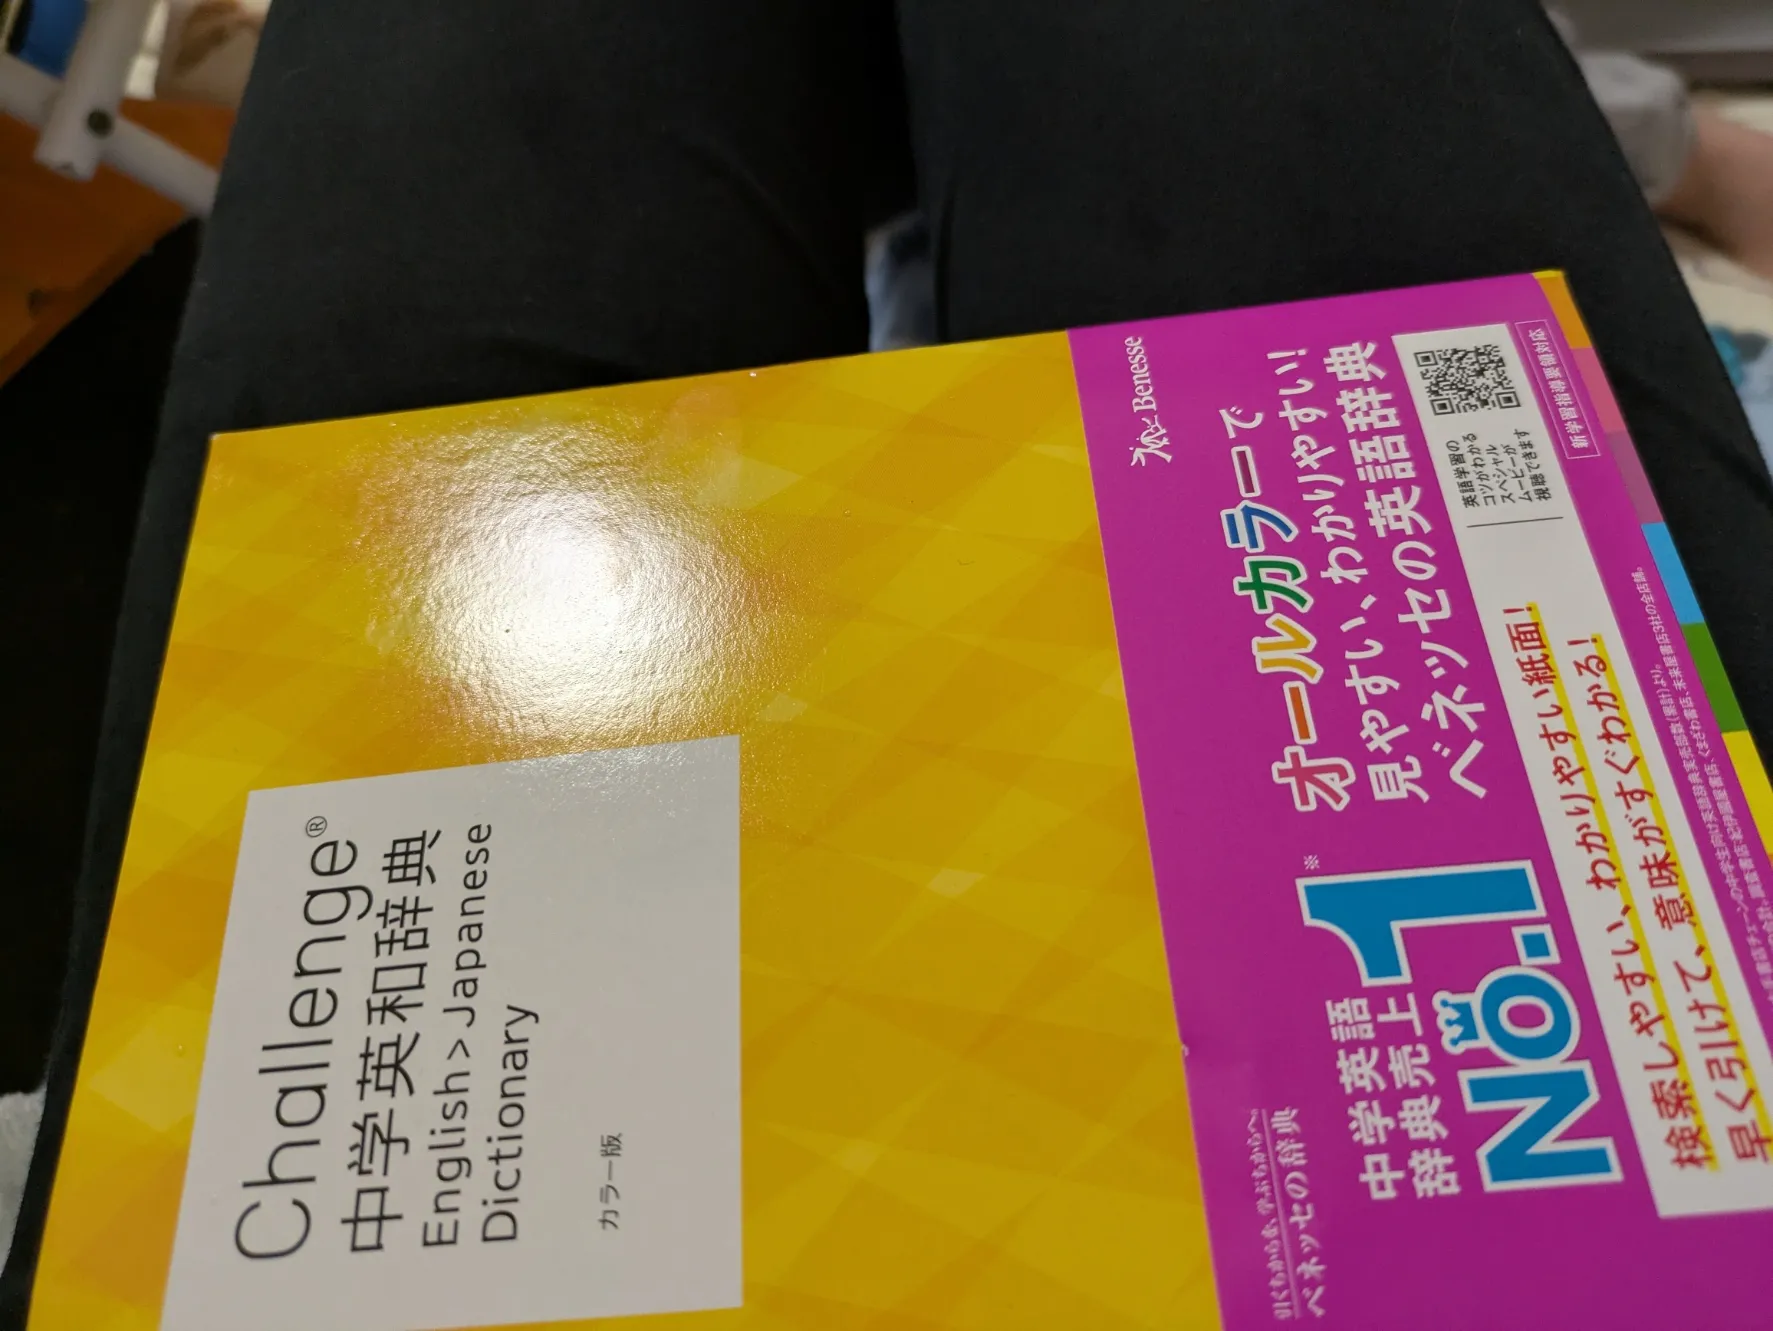 Challenge®
中学英和辞典
English > Japanese
Dictionary
カラー版
Benesse
引くちからを、学ぶちからへ。
ベネッセの辞典
オールカラーで
見やすい、わかりやすい!
ベネッセの英語辞典
中学英語
辞典売上
No.1※
英語学習の
コツがわかる
スペシャル
ムービーが
視聴できます
新学習指導要領対応
検索しやすい、わかりやすい紙面!
早く引けて、意味がすぐわかる!